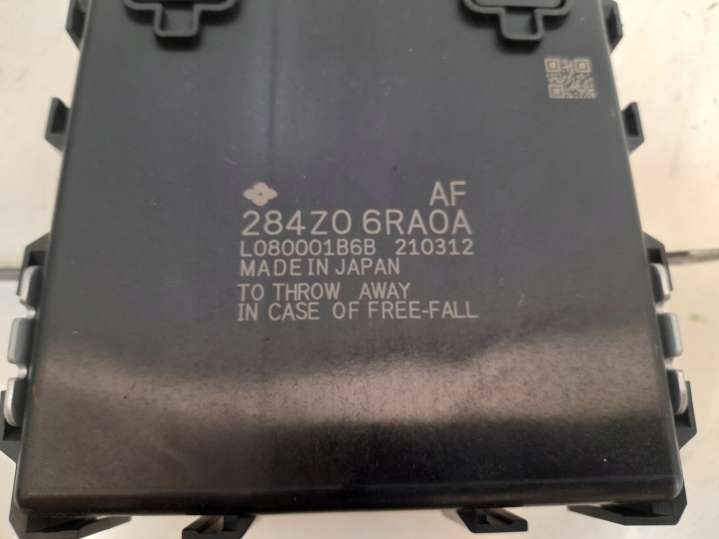 AF
284Z0 6RA0A
L080001B6B 210312
MADE IN JAPAN
TO THROW AWAY
IN CASE OF FREE-FALL